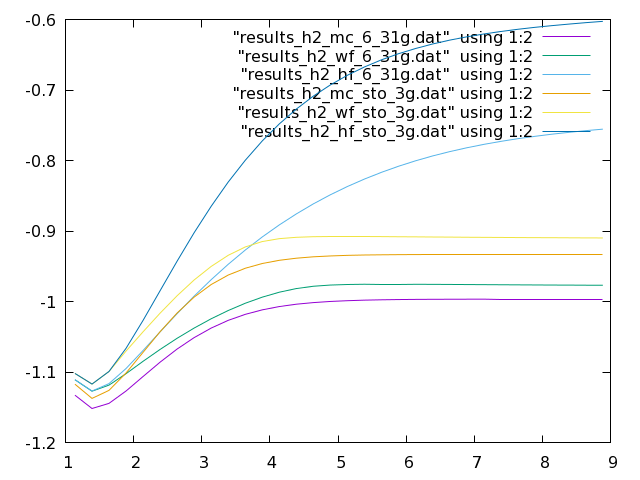 -0.6
"results_h2_mc_6_31g.dat" using 1:2
"results_h2_wf_6_31g.dat" using 1:2
"results_h2_hf_6_31g.dat" using 1:2
-0.7
"results_h2_mc_sto_3g.dat" using 1:2
"results_h2_wf_sto_3g.dat" using 1:2
"results_h2_hf_sto_3g.dat" using 1:2
-0.8
-0.9
-1
-1.1
-1.2
1 2 3 4 5 6 7 8 9